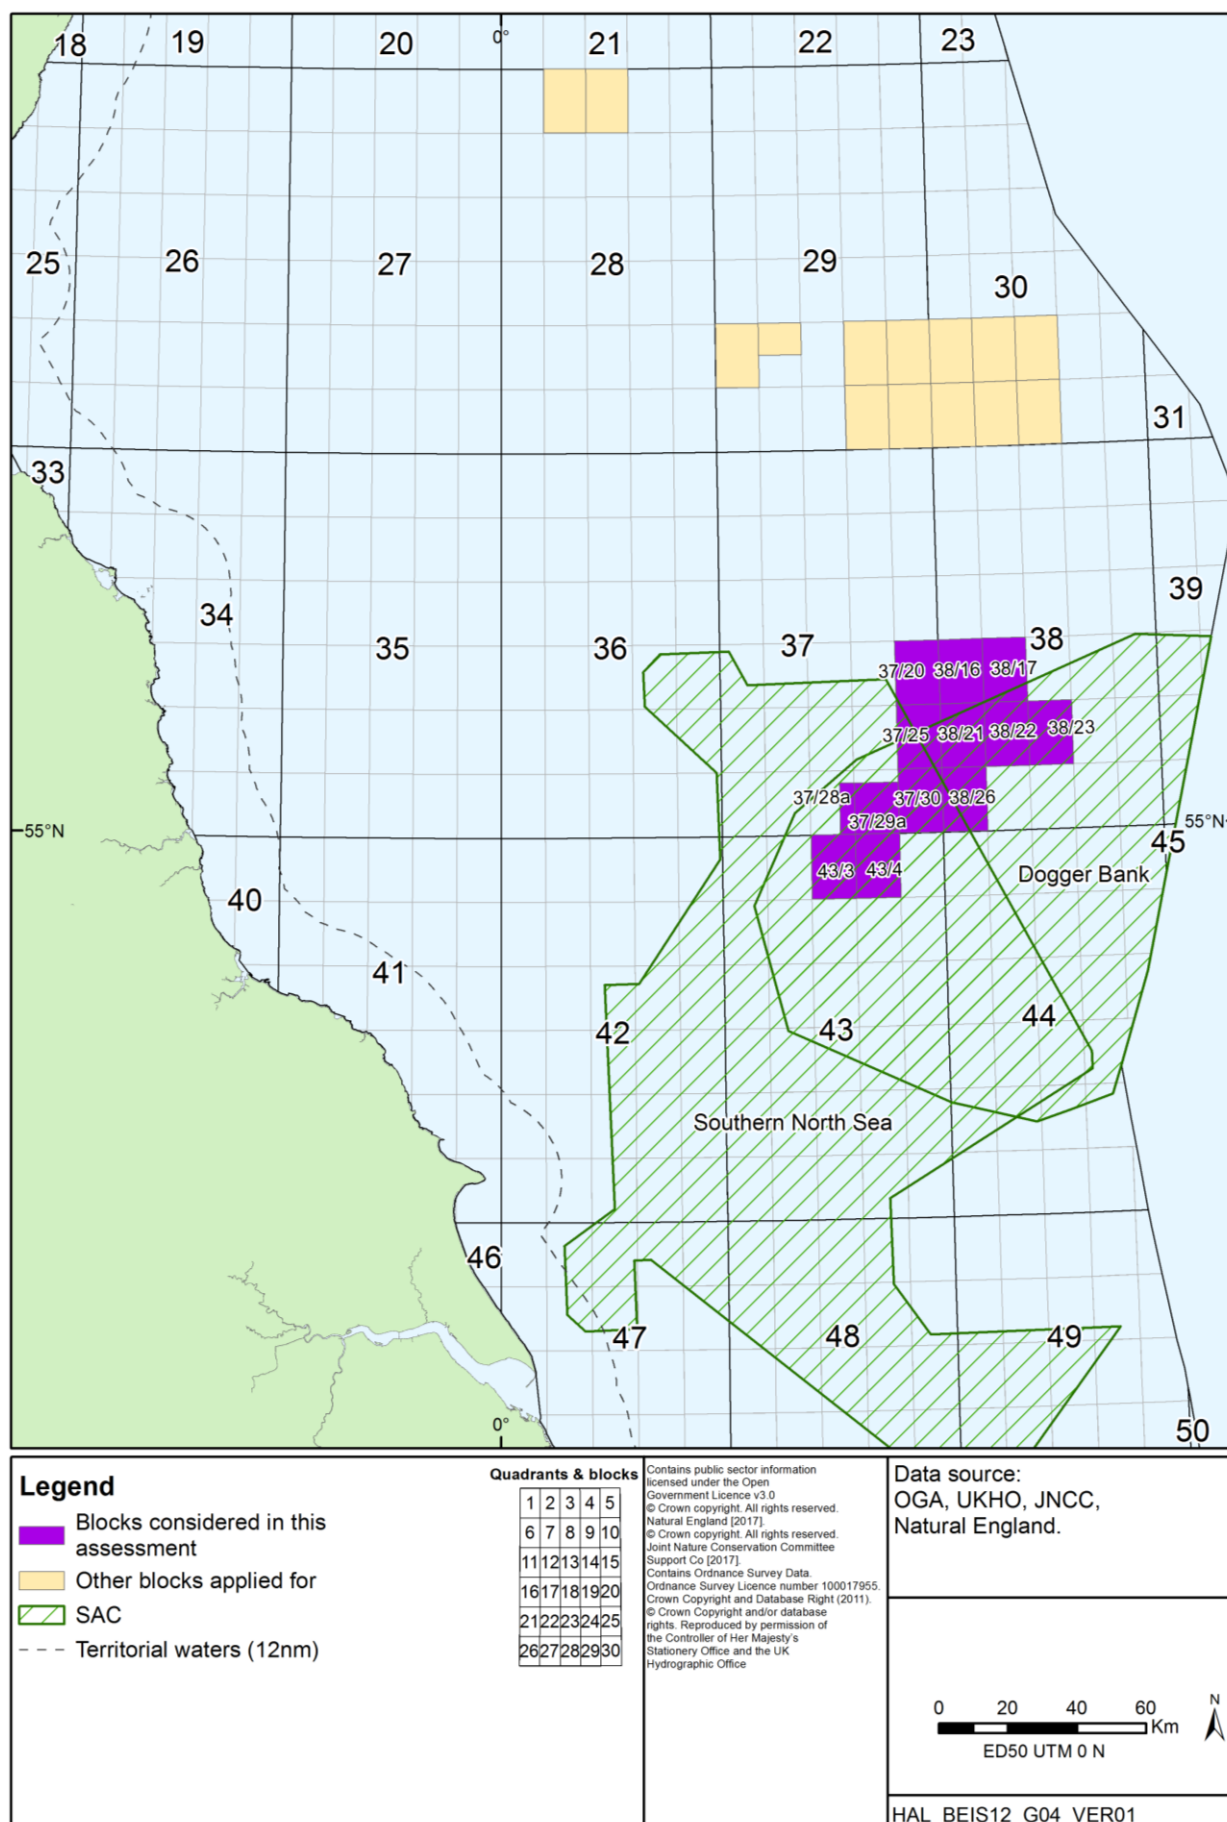 18
19
20
0°
21
22
23
25
26
27
28
29
30
31
33
34
35
36
37
38
39
37/20
38/16
38/17
37/25
38/21
38/22
38/23
37/28a
37/30
38/26
37/29a
55°N
55°N
45
43/3
43/4
Dogger Bank
40
41
42
43
44
Southern North Sea
46
47
48
49
0°
50
Legend
Blocks considered in this
assessment
Other blocks applied for
SAC
Territorial waters (12nm)
Quadrants & blocks
1 2 3 4 5
6 7 8 9 10
11 12 13 14 15
16 17 18 19 20
21 22 23 24 25
26 27 28 29 30
Contains public sector information
licensed under the Open
Government Licence v3.0
© Crown copyright. All rights reserved.
Natural England [2017].
© Crown copyright. All rights reserved.
Joint Nature Conservation Committee
Support Co [2017].
Contains Ordnance Survey Data.
Ordnance Survey Licence number 100017955.
Crown Copyright and Database Right (2011).
© Crown Copyright and/or database
rights. Reproduced by permission of
the Controller of Her Majesty's
Stationery Office and the UK
Hydrographic Office
Data source:
OGA, UKHO, JNCC,
Natural England.
0 20 40 60
Km
N
ED50 UTM 0 N
HAL_BEIS12_G04_VER01